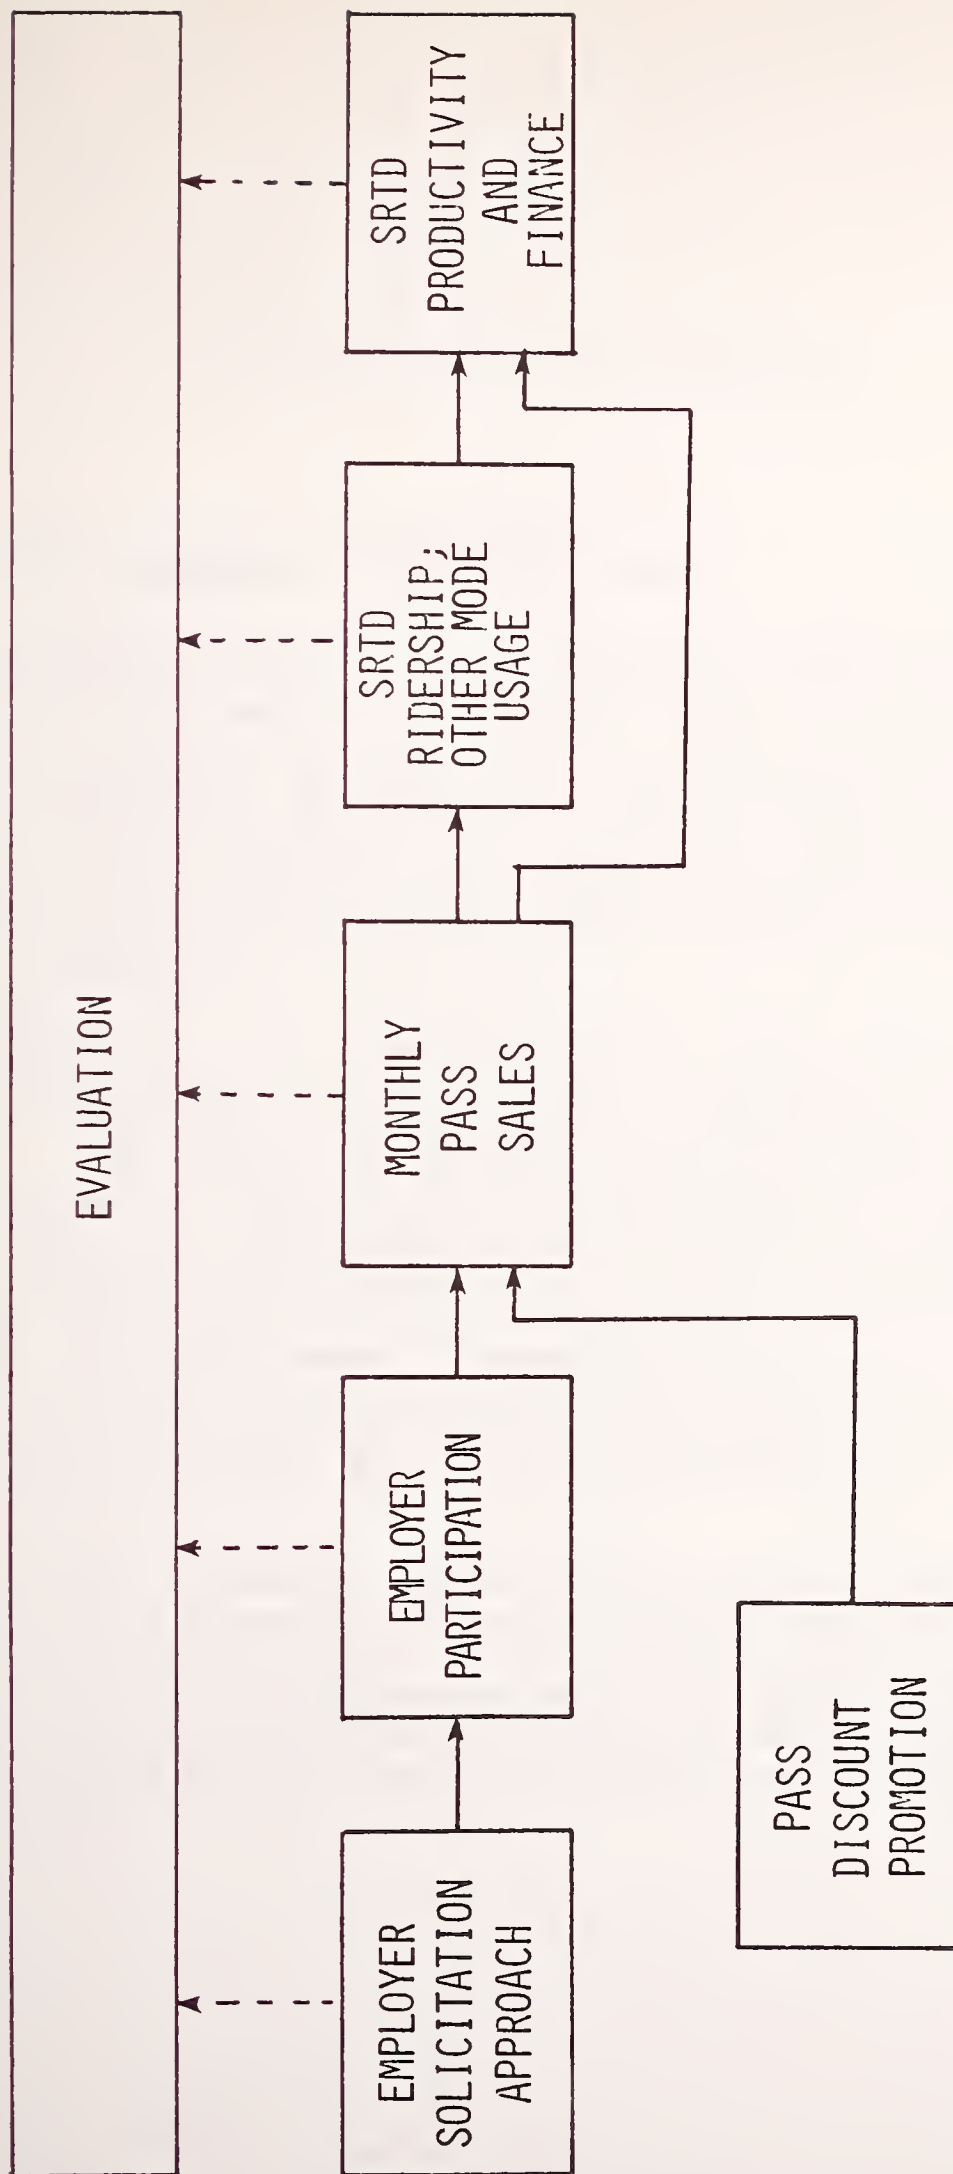 EVALUATION
EMPLOYER
SOLICITATION
APPROACH
EMPLOYER
PARTICIPATION
MONTHLY
PASS
SALES
SRTD
RIDERSHIP;
OTHER MODE
USAGE
SRTD
PRODUCTIVITY
AND
FINANCE
PASS
DISCOUNT
PROMOTION